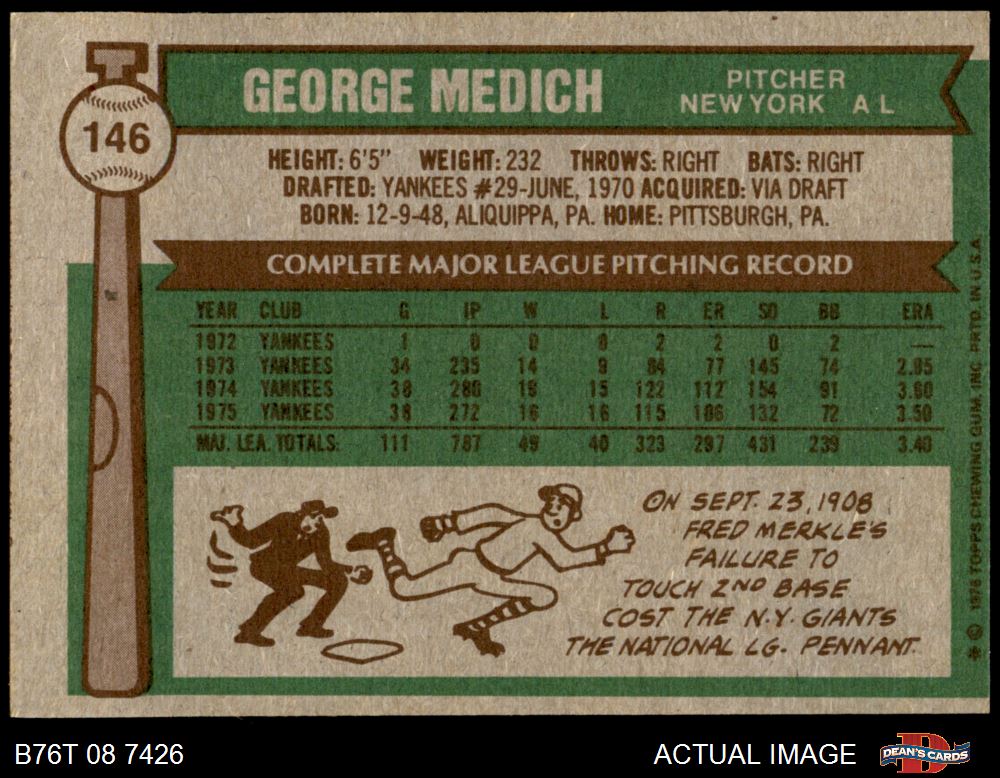 146
GEORGE MEDICH
PITCHER
NEW YORK A L
HEIGHT: 6'5" WEIGHT: 232 THROWS: RIGHT BATS: RIGHT
DRAFTED: YANKEES #29-JUNE, 1970 ACQUIRED: VIA DRAFT
BORN: 12-9-48, ALIQUIPPA, PA. HOME: PITTSBURGH, PA.
COMPLETE MAJOR LEAGUE PITCHING RECORD
YEAR CLUB G IP W L R ER SO BB ERA
1972 YANKEES 1 0 0 0 2 2 0 2 —
1973 YANKEES 34 235 14 9 84 77 145 74 2.95
1974 YANKEES 38 280 19 15 122 112 154 91 3.60
1975 YANKEES 38 272 16 16 115 106 132 72 3.50
MAJ. LEA. TOTALS: 111 787 49 40 323 297 431 239 3.40
ON SEPT. 23, 1908
FRED MERKLE'S
FAILURE TO
TOUCH 2ND BASE
COST THE N.Y. GIANTS
THE NATIONAL LG. PENNANT.
* © 1976 TOPPS CHEWING GUM, INC. PRTD. IN U.S.A.
B76T 08 7426
ACTUAL IMAGE
DEAN'S CARDS